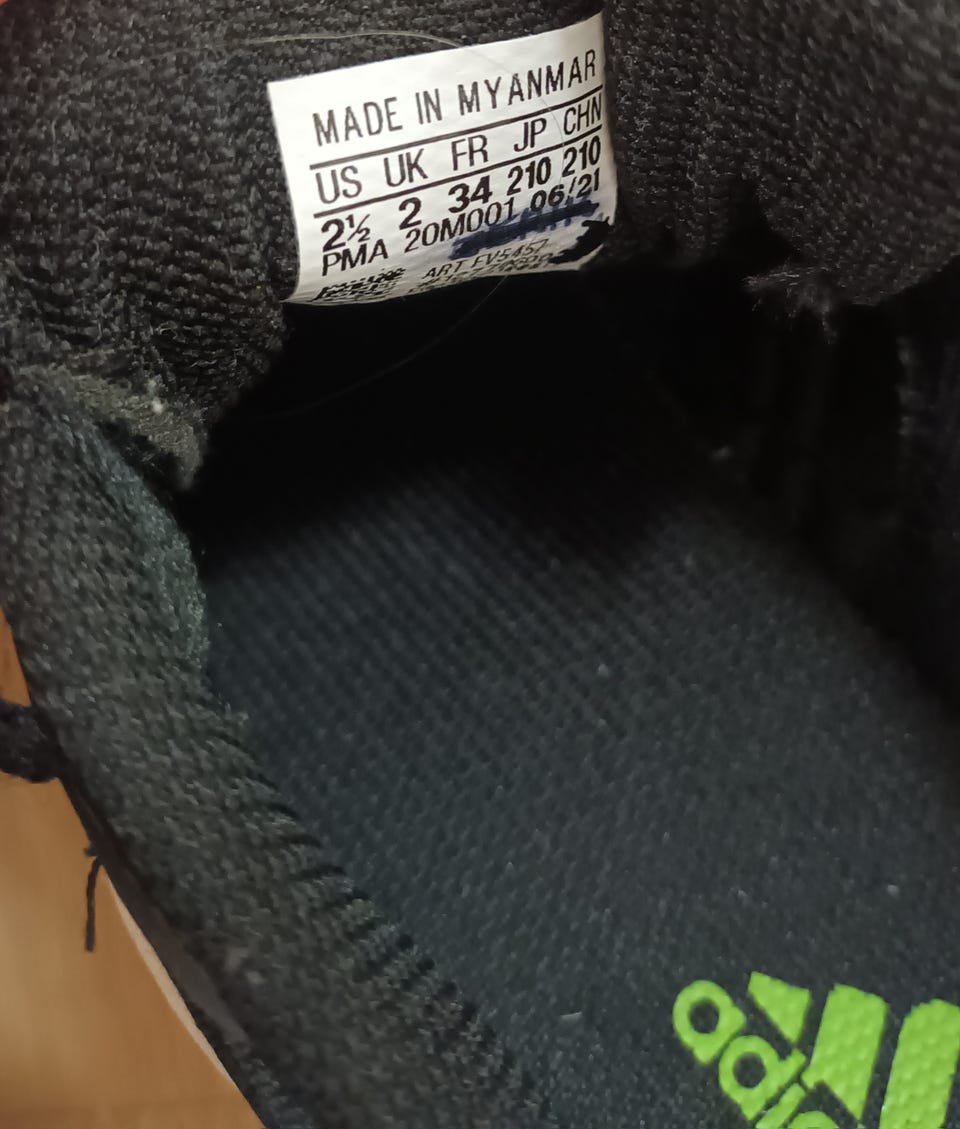 MADE IN MYANMAR
US UK FR JP CHN
2½ 2 34 210 210
PMA 20M001 06/21
ART FV5457
adidas